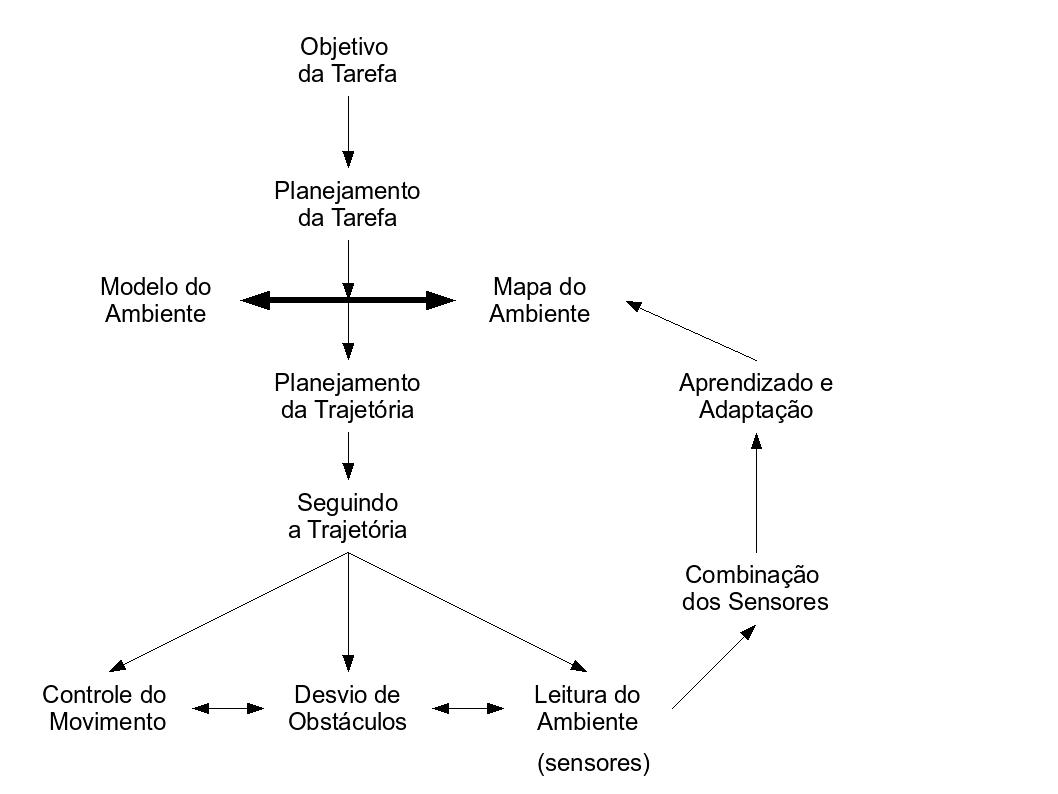 Objetivo
da Tarefa
Planejamento
da Tarefa
Modelo do
Ambiente
Mapa do
Ambiente
Planejamento
da Trajetória
Aprendizado e
Adaptação
Seguindo
a Trajetória
Combinação
dos Sensores
Controle do
Movimento
Desvio de
Obstáculos
Leitura do
Ambiente
(sensores)